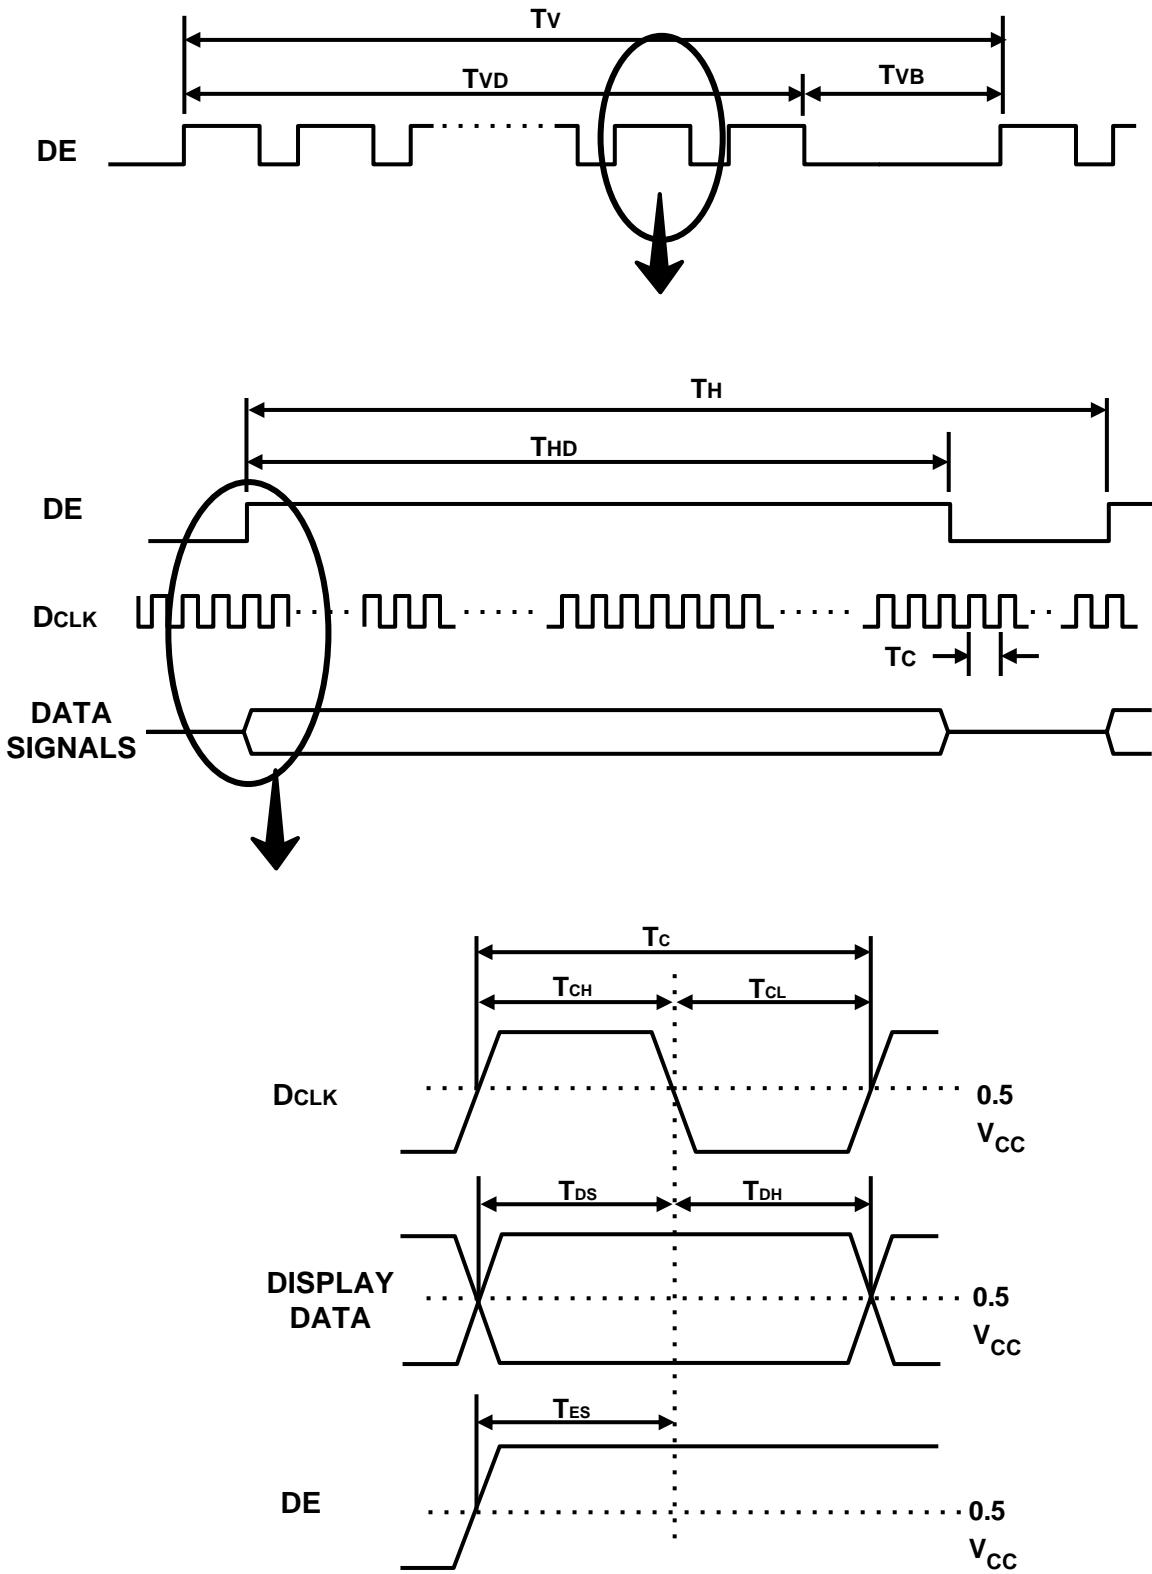 TV
TVD
TVB
DE
TH
THD
DE
DCLK
TC
DATA
SIGNALS
TC
TCH
TCL
DCLK
0.5
VCC
TDS
TDH
DISPLAY
DATA
0.5
VCC
TES
DE
0.5
VCC